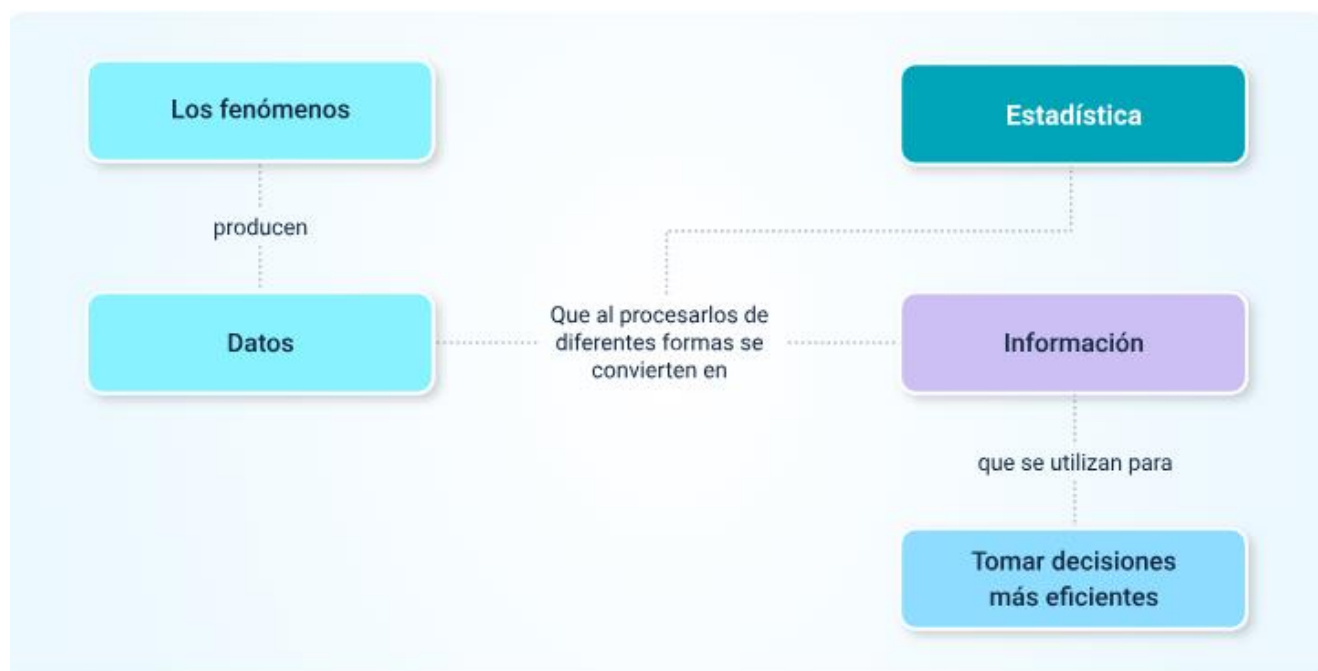 Los fenómenos
Estadística
producen
Datos
Que al procesarlos de
diferentes formas se
convierten en
Información
que se utilizan para
Tomar decisiones
más eficientes